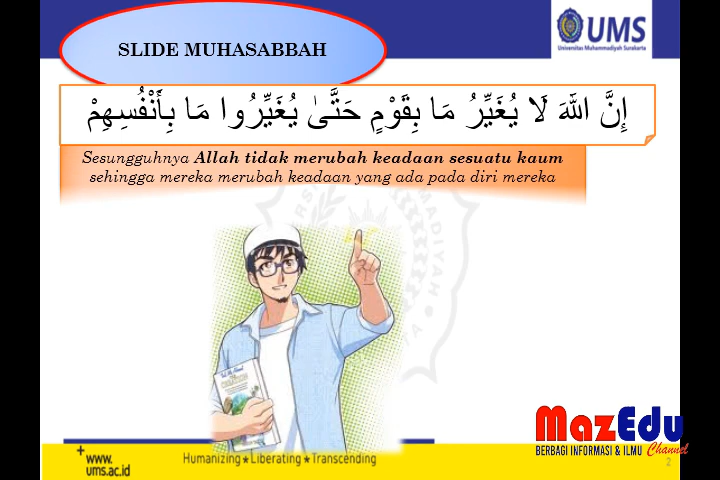 SLIDE MUHASABBAH
UMS
Universitas Muhammadiyah Surakarta
إِنَّ اللَّهَ لَا يُغَيِّرُ مَا بِقَوْمٍ حَتَّىٰ يُغَيِّرُوا مَا بِأَنْفُسِهِمْ
Sesungguhnya Allah tidak merubah keadaan sesuatu kaum
sehingga mereka merubah keadaan yang ada pada diri mereka
MazEdu
BERBAGI INFORMASI & ILMU Channel
www.
ums.ac.id
Humanizing ★ Liberating ★ Transcending
2